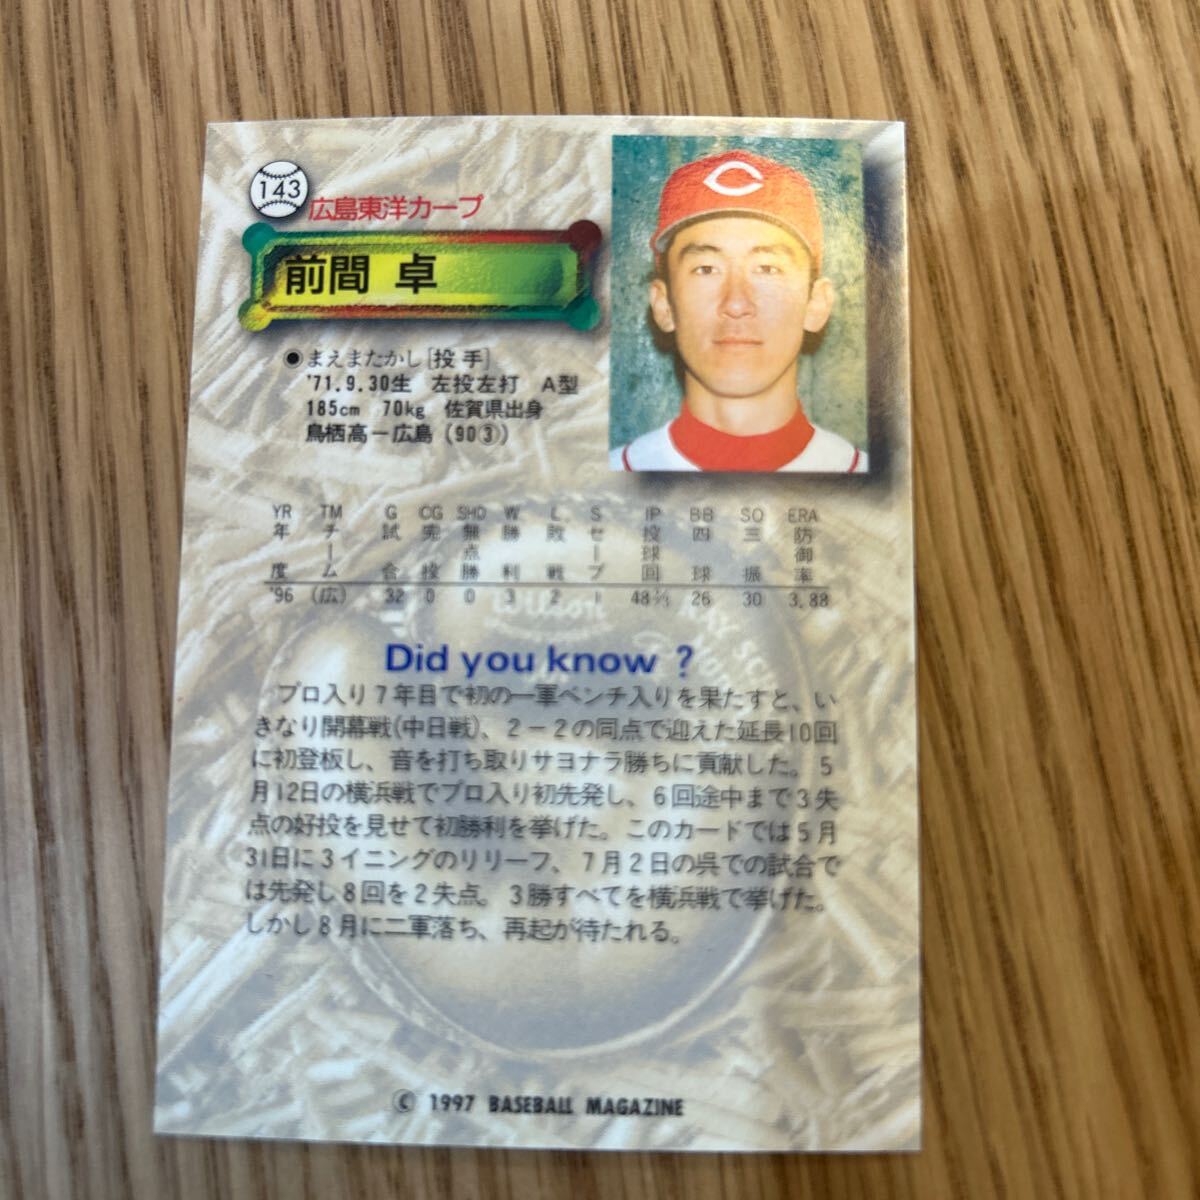 143
広島東洋カープ
前間 卓
●まえまたかし[投手]
'71.9.30生 左投左打 A型
185cm 70kg 佐賀県出身
鳥栖高ー広島(90③)
YR TM G CG SHO W L S IP BB SO ERA
年度 チーム 試合 完投 無点勝 勝利 敗戦 セーブ 投球回 四球 三振 防御率
'96 (広) 32 0 0 3 2 1 48⅔ 26 30 3.88
Wilson
Did you know ?
プロ入り7年目で初の一軍ベンチ入りを果たすと、い
きなり開幕戦(中日戦)、2-2の同点で迎えた延長10回
に初登板し、音を打ち取りサヨナラ勝ちに貢献した。5
月12日の横浜戦でプロ入り初先発し、6回途中まで3失
点の好投を見せて初勝利を挙げた。このカードでは5月
31日に3イニングのリリーフ、7月2日の呉での試合で
は先発し8回を2失点。3勝すべてを横浜戦で挙げた。
しかし8月に二軍落ち、再起が待たれる。
© 1997 BASEBALL MAGAZINE